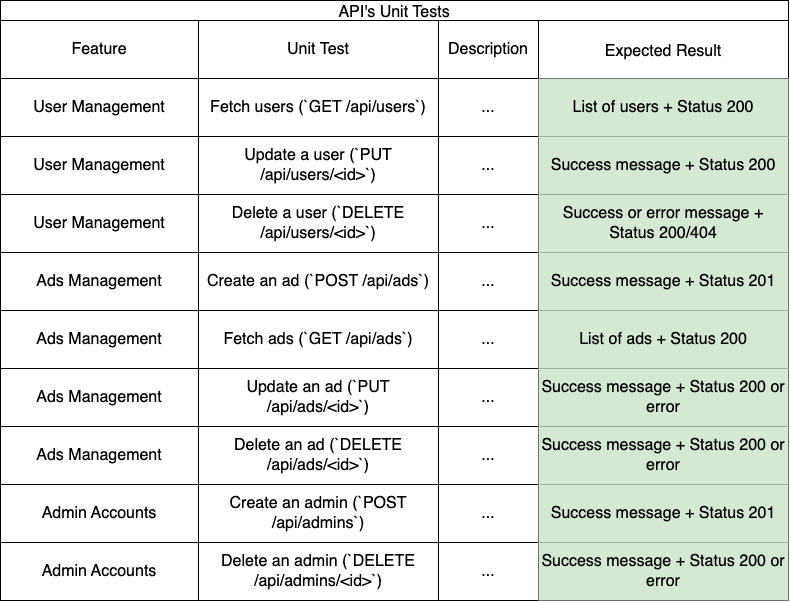 API's Unit Tests
Feature
Unit Test
Description
Expected Result
User Management
Fetch users (`GET /api/users`)
...
List of users + Status 200
User Management
Update a user (`PUT
/api/users/<id>`)
...
Success message + Status 200
User Management
Delete a user (`DELETE
/api/users/<id>`)
...
Success or error message +
Status 200/404
Ads Management
Create an ad (`POST /api/ads`)
...
Success message + Status 201
Ads Management
Fetch ads (`GET /api/ads`)
...
List of ads + Status 200
Ads Management
Update an ad (`PUT
/api/ads/<id>`)
...
Success message + Status 200 or
error
Ads Management
Delete an ad (`DELETE
/api/ads/<id>`)
...
Success message + Status 200 or
error
Admin Accounts
Create an admin (`POST
/api/admins`)
...
Success message + Status 201
Admin Accounts
Delete an admin (`DELETE
/api/admins/<id>`)
...
Success message + Status 200 or
error